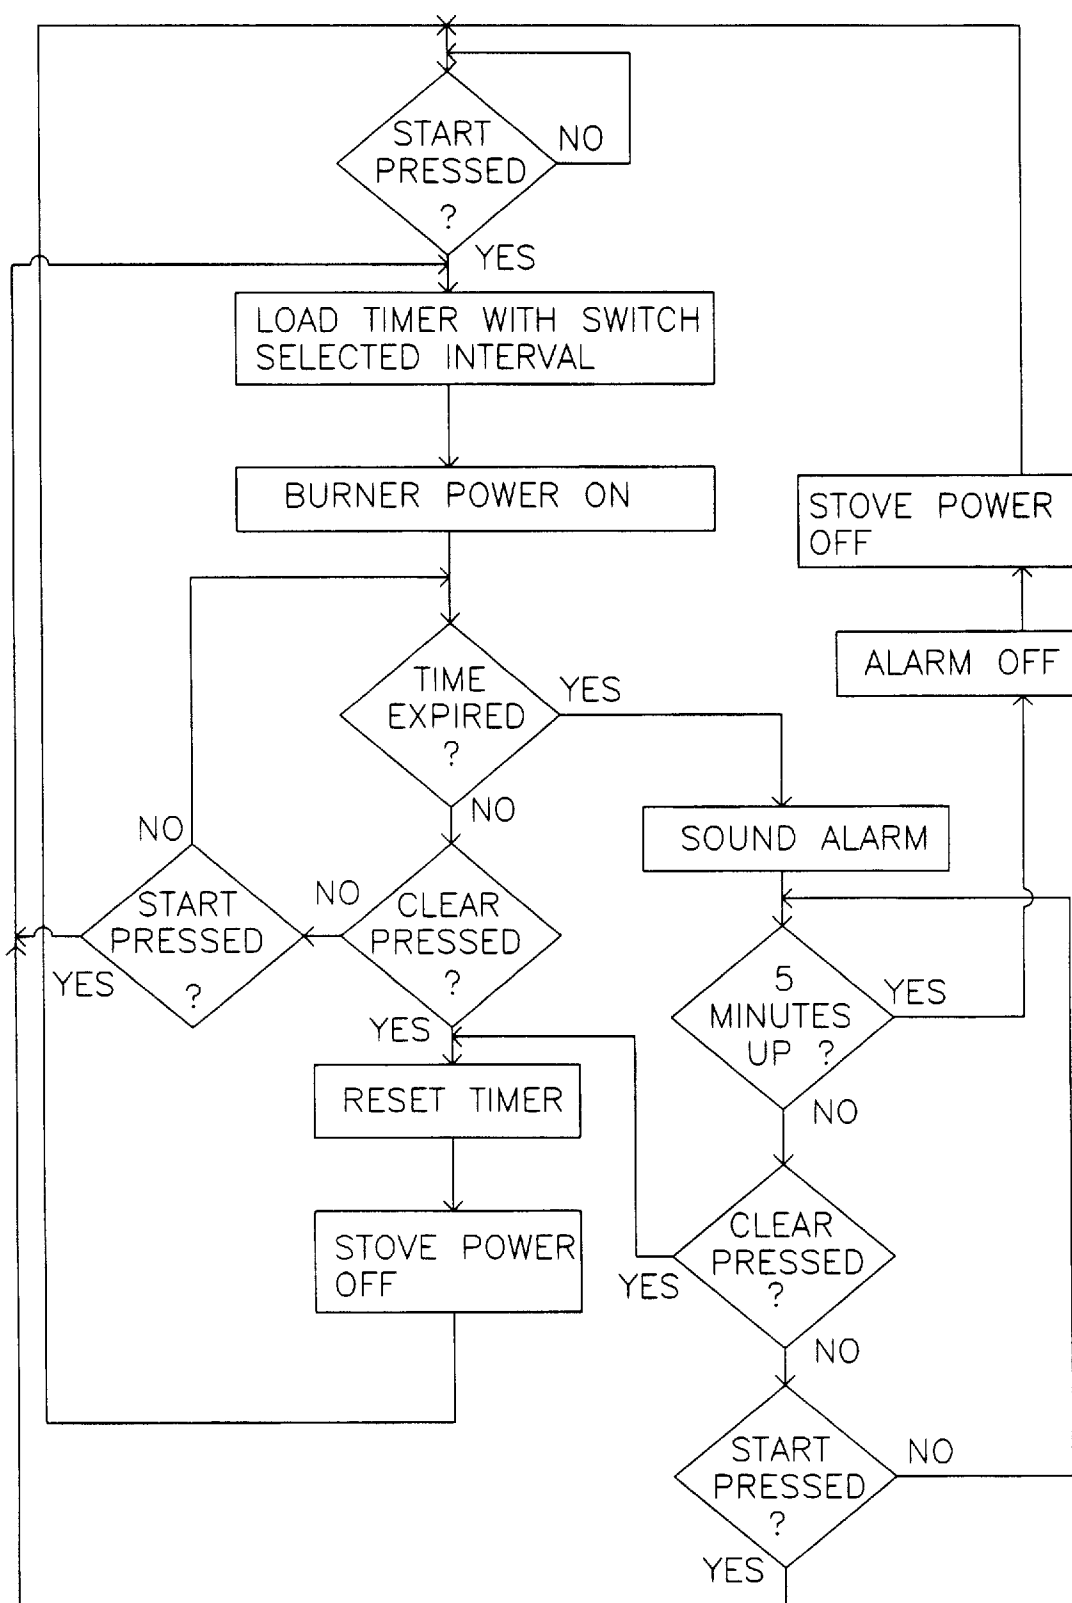 START
PRESSED
?
NO
YES
LOAD TIMER WITH SWITCH
SELECTED INTERVAL
BURNER POWER ON
STOVE POWER
OFF
ALARM OFF
TIME
EXPIRED
?
YES
NO
SOUND ALARM
NO
START
PRESSED
?
YES
NO
CLEAR
PRESSED
?
YES
5
MINUTES
UP ?
YES
NO
RESET TIMER
STOVE POWER
OFF
CLEAR
PRESSED
?
YES
NO
START
PRESSED
?
NO
YES